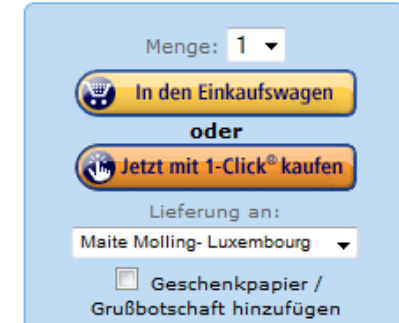 Menge: 1
In den Einkaufswagen
oder
Jetzt mit 1-Click® kaufen
Lieferung an:
Maite Molling- Luxembourg
Geschenkpapier /
Grußbotschaft hinzufügen